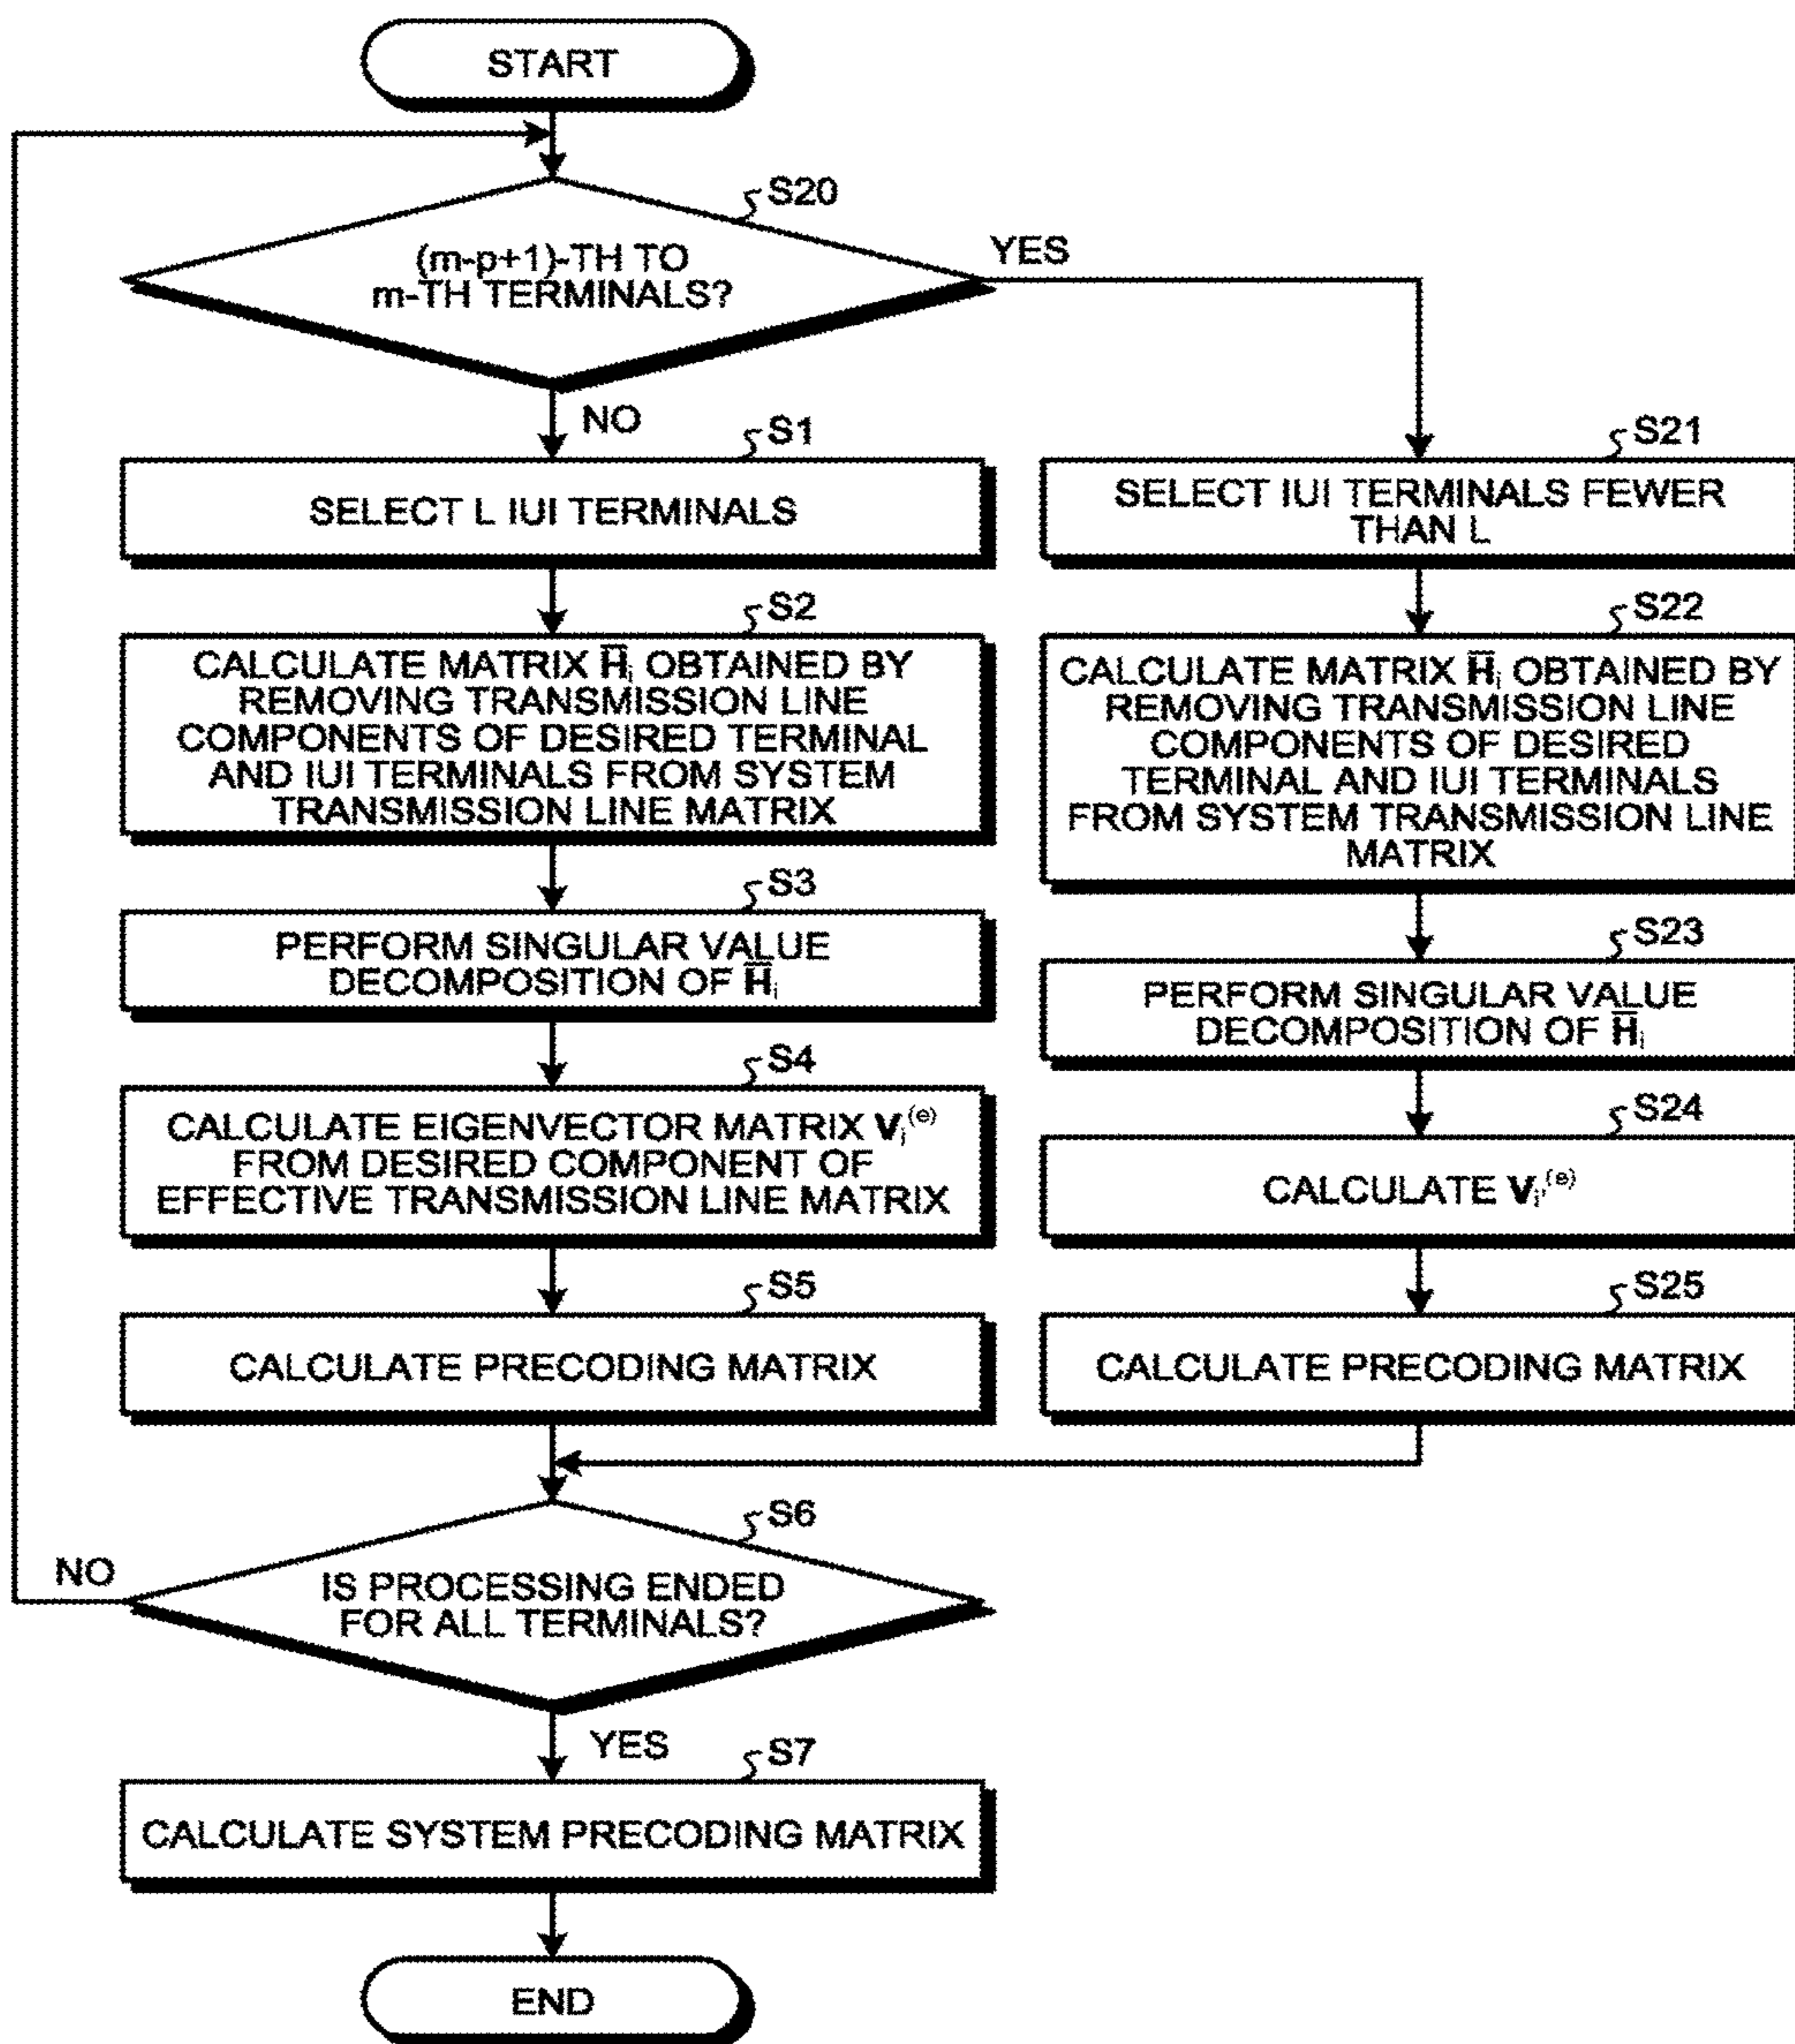 START
S20
(m-p+1)-TH TO
m-TH TERMINALS?
YES
NO
S1
SELECT L IUI TERMINALS
S2
CALCULATE MATRIX H̅i OBTAINED BY
REMOVING TRANSMISSION LINE
COMPONENTS OF DESIRED TERMINAL
AND IUI TERMINALS FROM SYSTEM
TRANSMISSION LINE MATRIX
S3
PERFORM SINGULAR VALUE
DECOMPOSITION OF H̅i
S4
CALCULATE EIGENVECTOR MATRIX Vi(e)
FROM DESIRED COMPONENT OF
EFFECTIVE TRANSMISSION LINE MATRIX
S5
CALCULATE PRECODING MATRIX
S21
SELECT IUI TERMINALS FEWER
THAN L
S22
CALCULATE MATRIX H̅i OBTAINED BY
REMOVING TRANSMISSION LINE
COMPONENTS OF DESIRED
TERMINAL AND IUI TERMINALS
FROM SYSTEM TRANSMISSION LINE
MATRIX
S23
PERFORM SINGULAR VALUE
DECOMPOSITION OF H̅i
S24
CALCULATE Vi'(e)
S25
CALCULATE PRECODING MATRIX
S6
IS PROCESSING ENDED
FOR ALL TERMINALS?
NO
YES
S7
CALCULATE SYSTEM PRECODING MATRIX
END